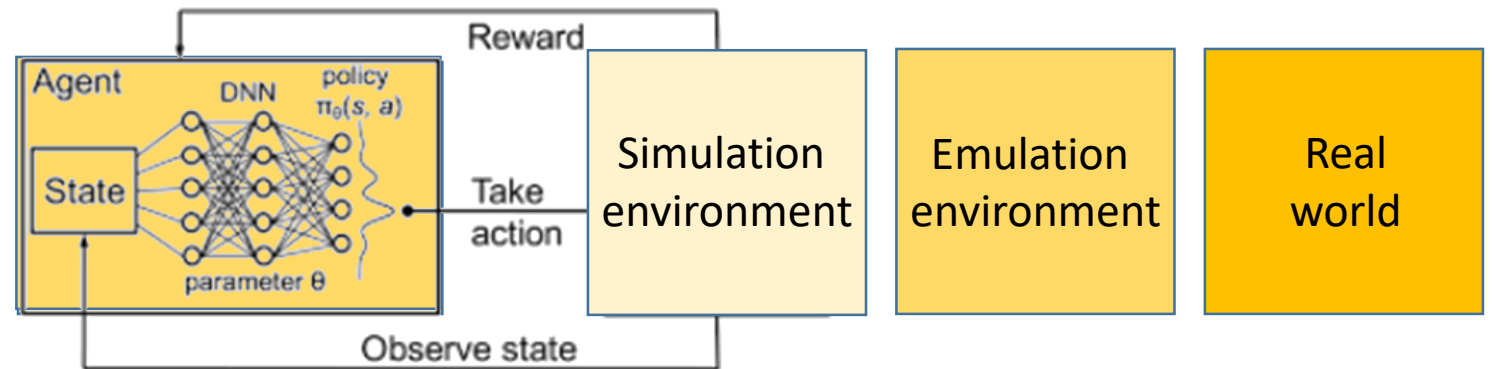 Reward
Agent
DNN
policy
πθ(s, a)
State
parameter θ
Take
action
Observe state
Simulation
environment
Emulation
environment
Real
world